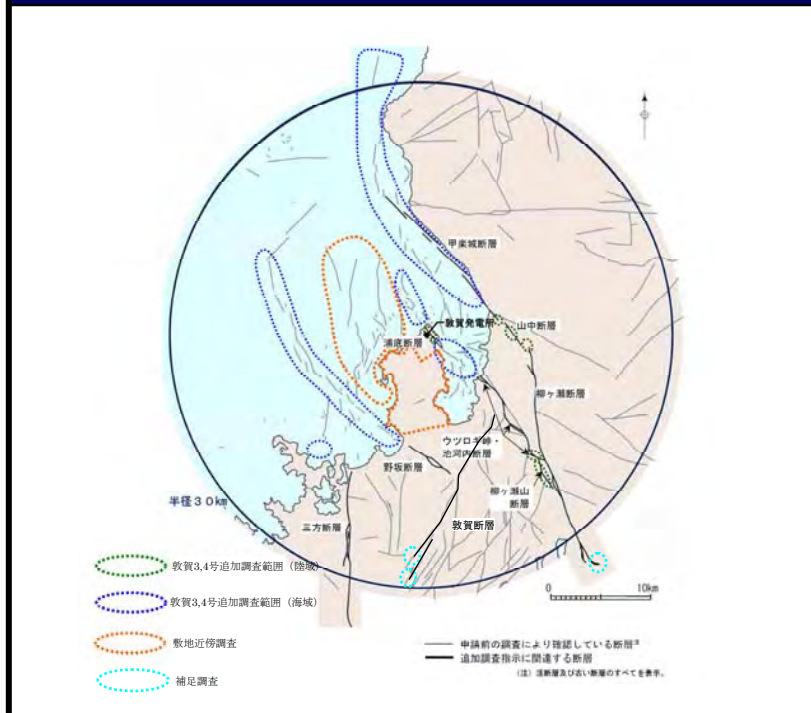 甲楽城断層
敦賀発電所
山中断層
浦底断層
柳ヶ瀬断層
ウツロギ峠・
池河内断層
野坂断層
柳ヶ瀬山
断層
半径30km
三方断層
敦賀断層
敦賀3,4号追加調査範囲(陸域)
0 10km
敦賀3,4号追加調査範囲(海域)
敷地近傍調査
申請前の調査により確認している断層
追加調査指示に関連する断層
補足調査
(注)活断層及び古い断層のすべてを表示。